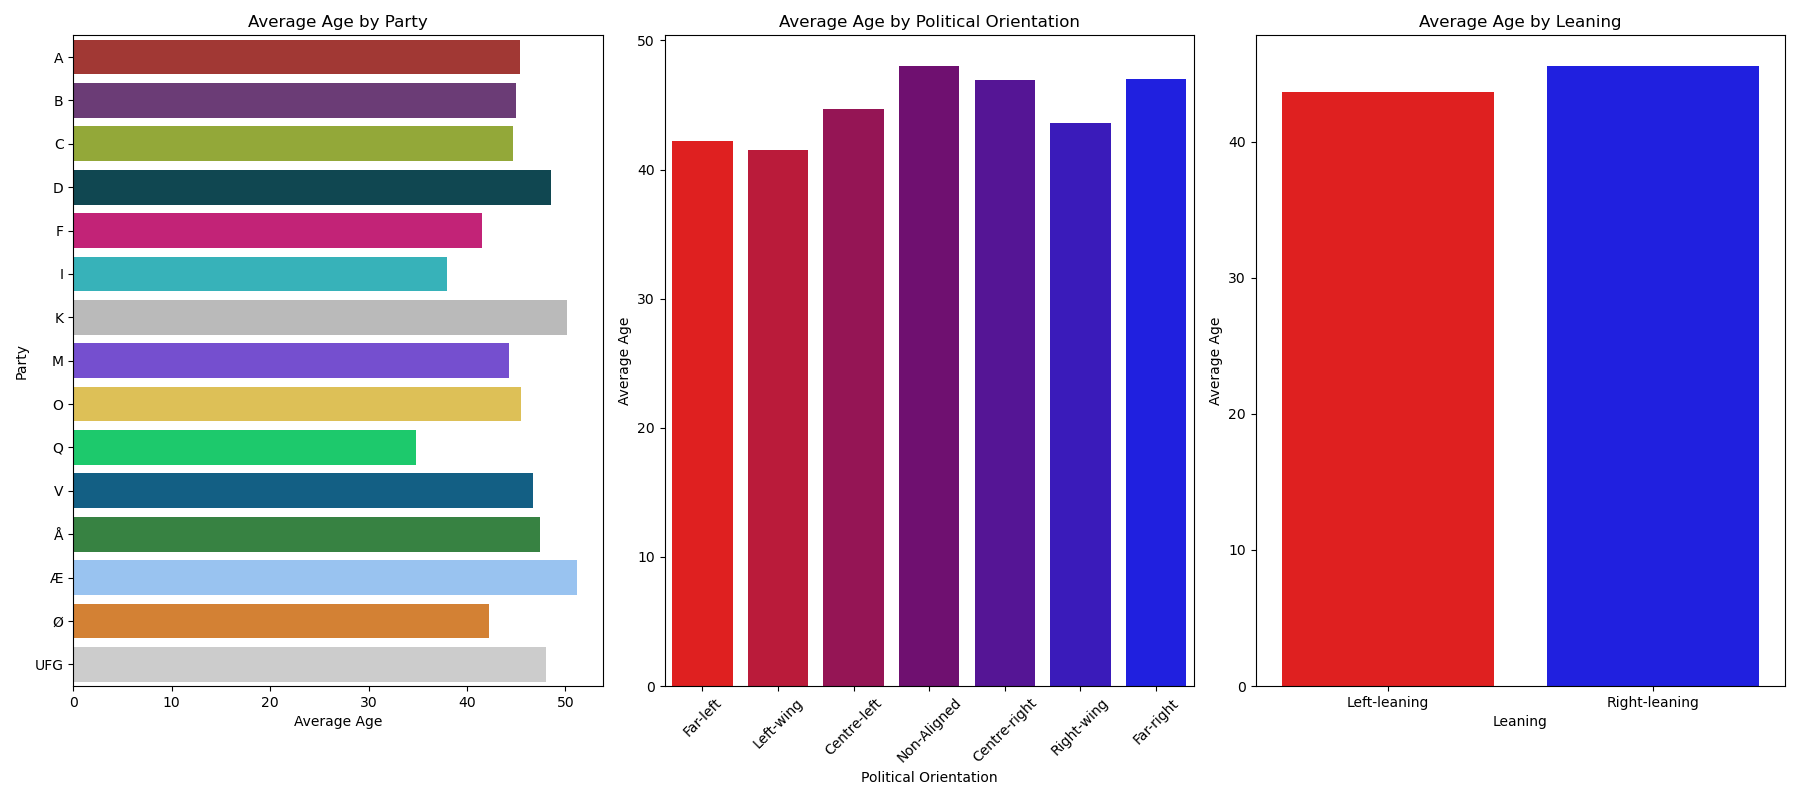 Average Age by Party
A
B
C
D
F
I
K
M
O
Q
V
Å
Æ
Ø
UFG
Party
0 10 20 30 40 50
Average Age
Average Age by Political Orientation
50
40
30
20
10
0
Average Age
Far-left Left-wing Centre-left Non-Aligned Centre-right Right-wing Far-right
Political Orientation
Average Age by Leaning
40
30
20
10
0
Average Age
Left-leaning Right-leaning
Leaning